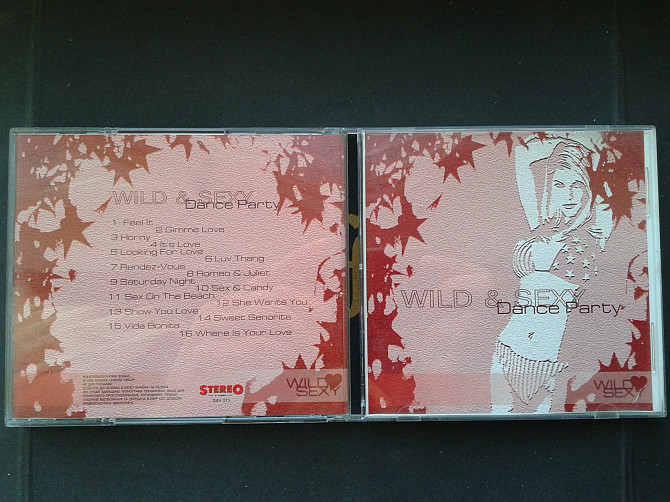 WILD & SEXY
Dance Party
1 Feel It
2 Gimme Love
3 Horny
4 It's Love
5 Looking For Love
6 Luv Thang
7 Rendez-Vous
8 Romeo & Juliet
9 Saturday Night
10 Sex & Candy
11 Sex On The Beach
12 She Wants You
13 Show You Love
14 Sweet Senorita
15 Vida Bonita
16 Where Is Your Love
STEREO
WILD
SEXY
WILD & SEXY
Dance Party
WILD
SEXY